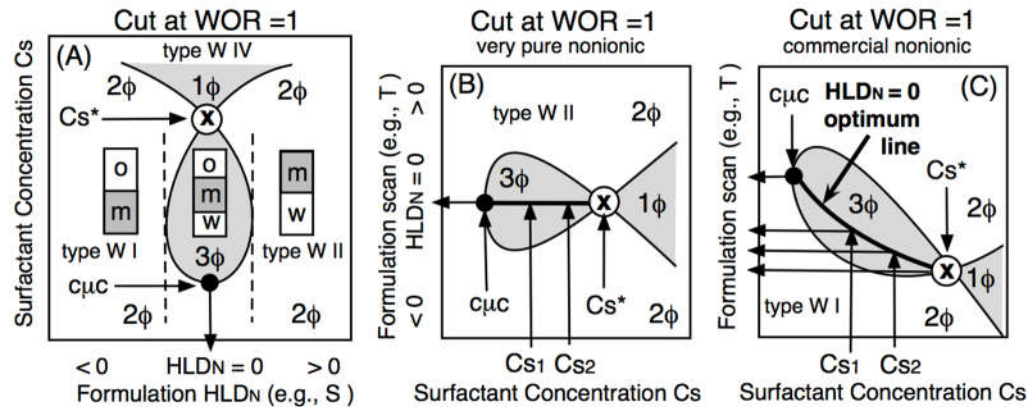 Cut at WOR =1
type W IV
(A)
2ϕ
1ϕ
2ϕ
Cs*
x
o
m
o
m
w
m
w
type W I
type W II
3ϕ
cμc
2ϕ
2ϕ
< 0 HLDN = 0 > 0
Formulation HLDN (e.g., S )
Surfactant Concentration Cs
Cut at WOR =1
very pure nonionic
(B)
type W II
2ϕ
3ϕ
x
1ϕ
cμc
Cs*
2ϕ
Cs1 Cs2
Surfactant Concentration Cs
Formulation scan (e.g., T)
< 0 HLDN = 0 > 0
Cut at WOR =1
commercial nonionic
cμc
HLDN = 0
optimum
line
(C)
Cs*
3ϕ
2ϕ
x
1ϕ
type W I
2ϕ
Cs1 Cs2
Surfactant Concentration Cs
Formulation scan (e.g., T)